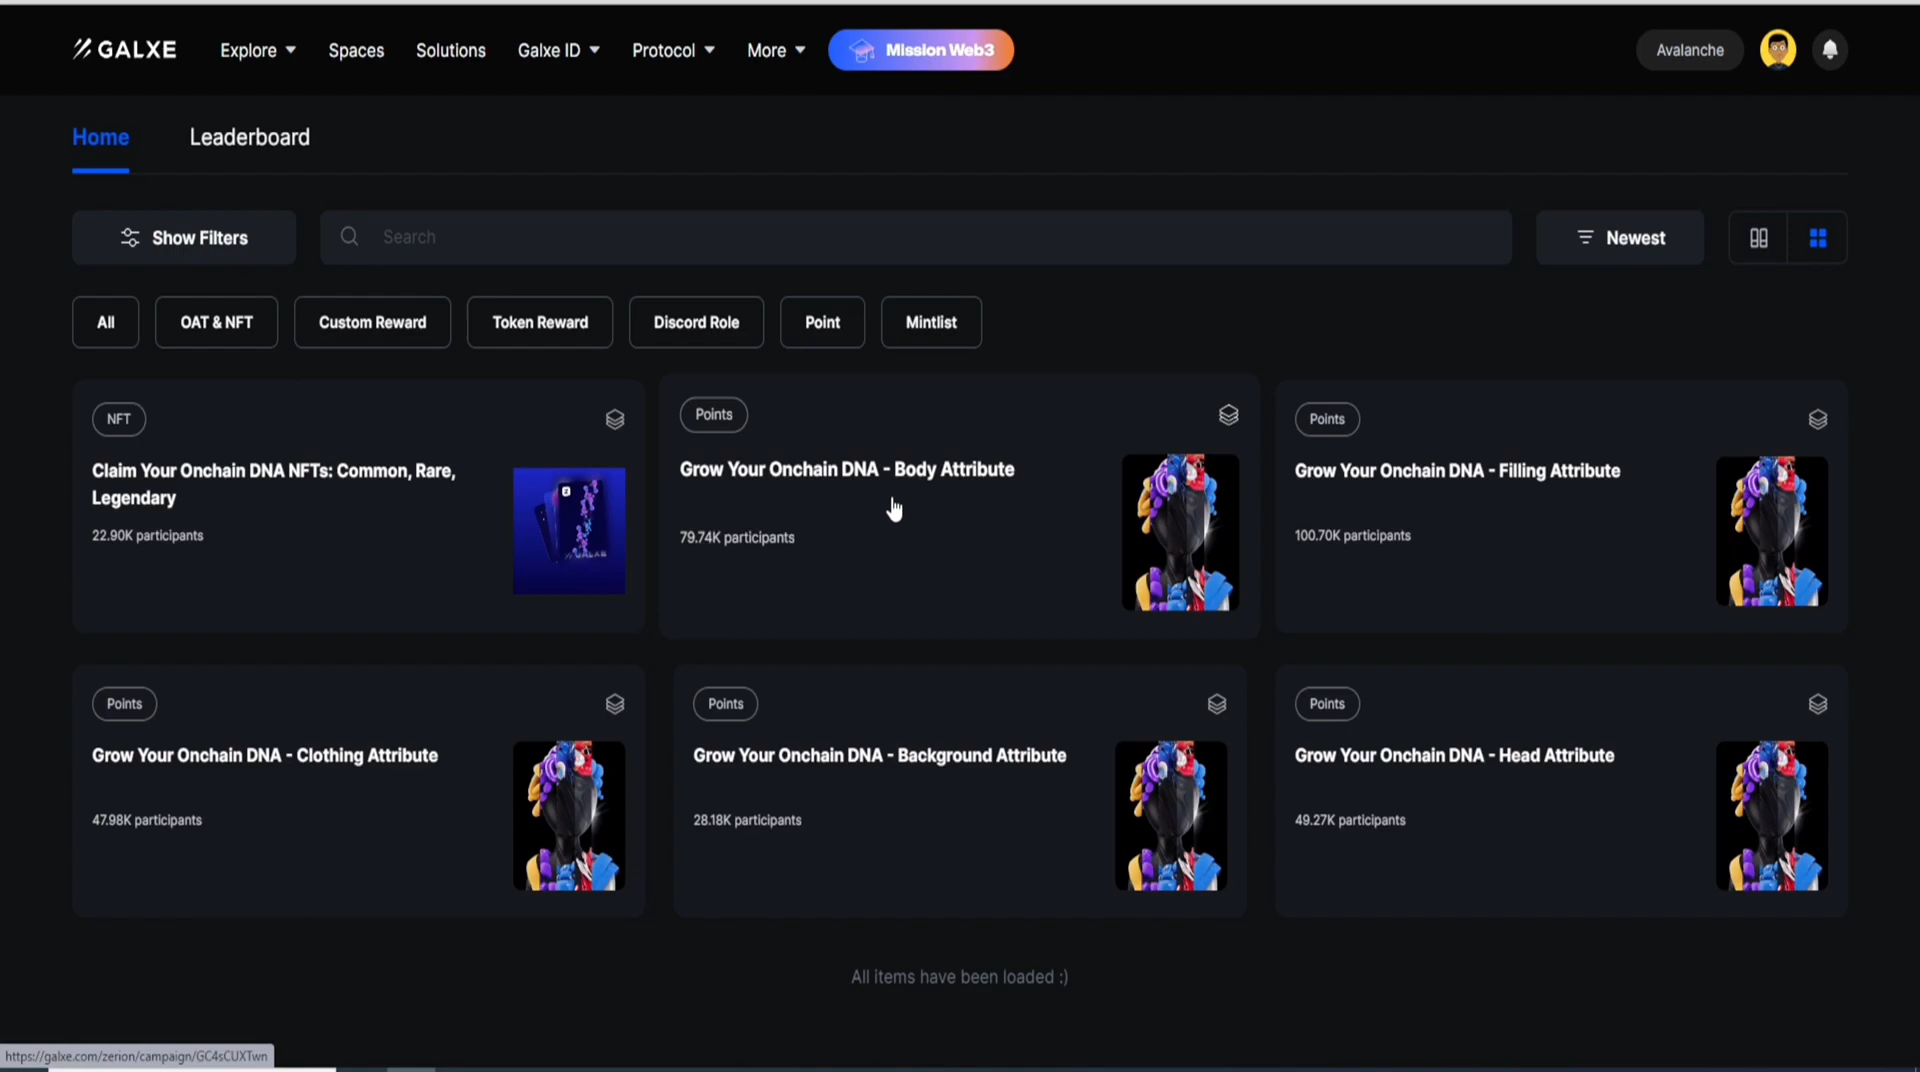 GALXE
Explore
Spaces
Solutions
Galxe ID
Protocol
More
Mission Web3
Avalanche
Home
Leaderboard
Show Filters
Search
Newest
All
OAT & NFT
Custom Reward
Token Reward
Discord Role
Point
Mintlist
NFT
Claim Your Onchain DNA NFTs: Common, Rare,
Legendary
22.90K participants
GALXE
Points
Grow Your Onchain DNA - Body Attribute
79.74K participants
Points
Grow Your Onchain DNA - Filling Attribute
100.70K participants
Points
Grow Your Onchain DNA - Clothing Attribute
47.98K participants
Points
Grow Your Onchain DNA - Background Attribute
28.18K participants
Points
Grow Your Onchain DNA - Head Attribute
49.27K participants
All items have been loaded :)
https://galxe.com/zerion/campaign/GC4sCUXTwn